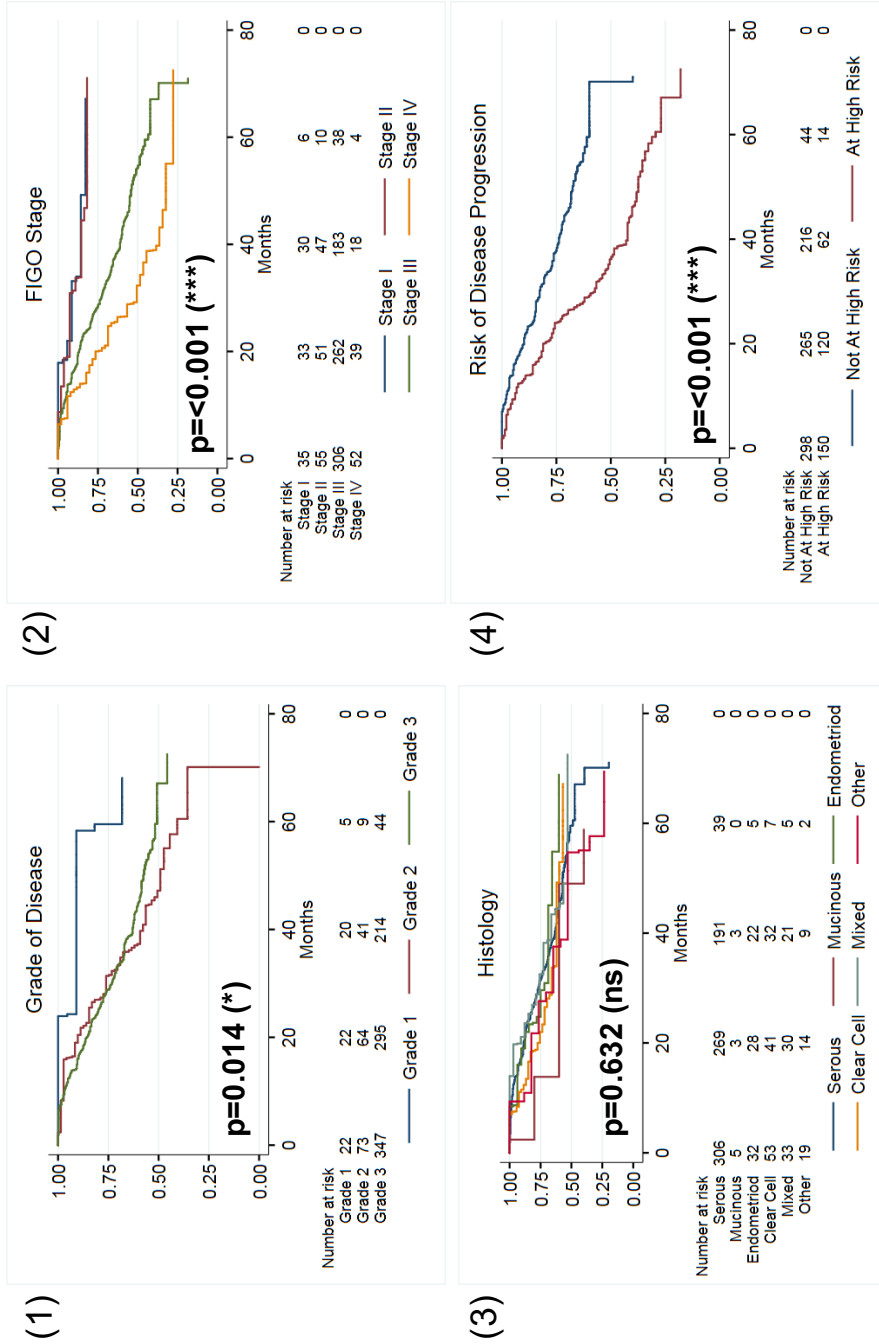 (1)
Grade of Disease
1.00
0.75
0.50
0.25
0.00
0 20 40 60 80
Months
p=0.014 (*)
Number at risk
Grade 1 22 22 20 5 0
Grade 2 73 64 41 9 0
Grade 3 347 295 214 44 0
Grade 1 Grade 2 Grade 3
(2)
FIGO Stage
1.00
0.75
0.50
0.25
0.00
0 20 40 60 80
Months
p=<0.001 (***)
Number at risk
Stage I 35 33 30 6 0
Stage II 55 51 47 10 0
Stage III 306 262 183 38 0
Stage IV 52 39 18 4 0
Stage I Stage II
Stage III Stage IV
(3)
Histology
1.00
0.75
0.50
0.25
0.00
0 20 40 60 80
Months
p=0.632 (ns)
Number at risk
Serous 306 269 191 39 0
Mucinous 5 3 3 0 0
Endometriod 32 28 22 5 0
Clear Cell 53 41 32 7 0
Mixed 33 30 21 5 0
Other 19 14 9 2 0
Serous Mucinous Endometriod
Clear Cell Mixed Other
(4)
Risk of Disease Progression
1.00
0.75
0.50
0.25
0.00
0 20 40 60 80
Months
p=<0.001 (***)
Number at risk
Not At High Risk 298 265 216 44 0
At High Risk 150 120 62 14 0
Not At High Risk At High Risk